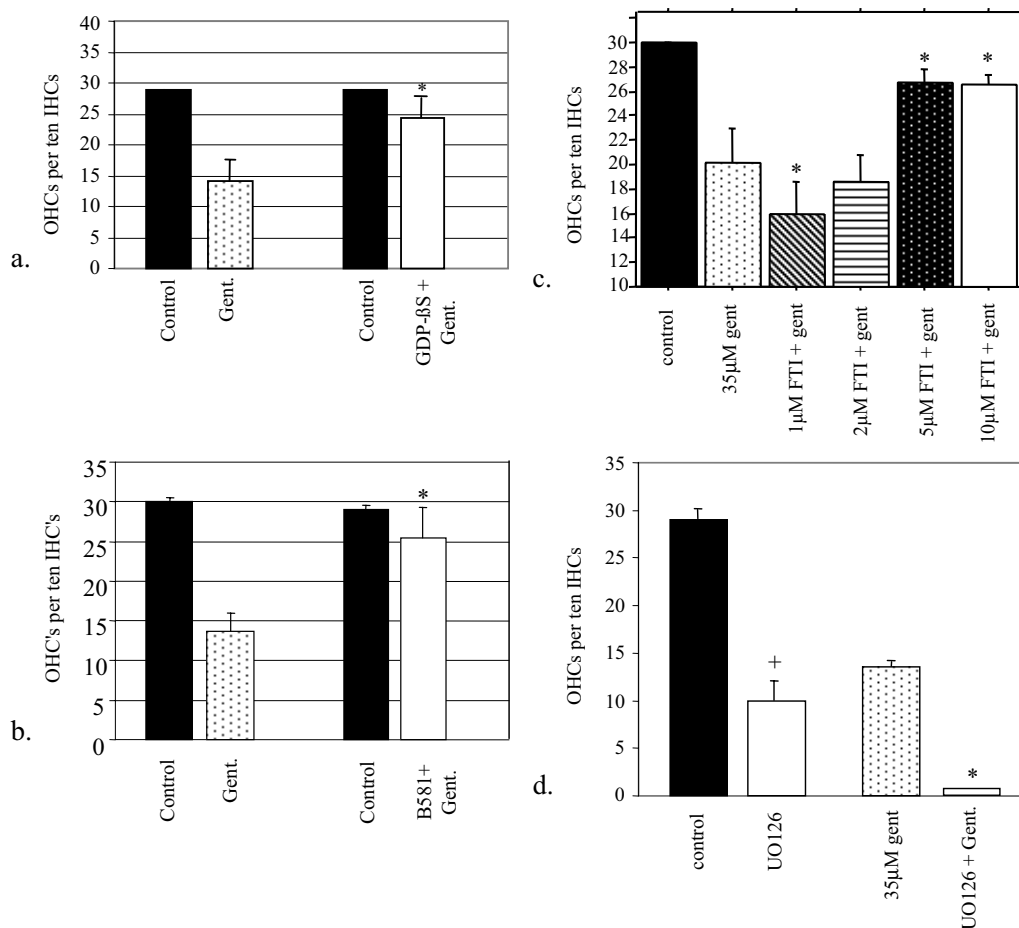 a.
OHCs per ten IHCs
40
35
30
25
20
15
10
5
0
*
Control
Gent.
Control
GDP-ßS +
Gent.
b.
OHC's per ten IHC's
35
30
25
20
15
10
5
0
*
Control
Gent.
Control
B581+
Gent.
c.
OHCs per ten IHCs
30
28
26
24
22
20
18
16
14
12
10
*
*
*
control
35µM gent
1µM FTI + gent
2µM FTI + gent
5µM FTI + gent
10µM FTI + gent
d.
OHCs per ten IHCs
35
30
25
20
15
10
5
0
+
*
control
UO126
35µM gent
UO126 + Gent.